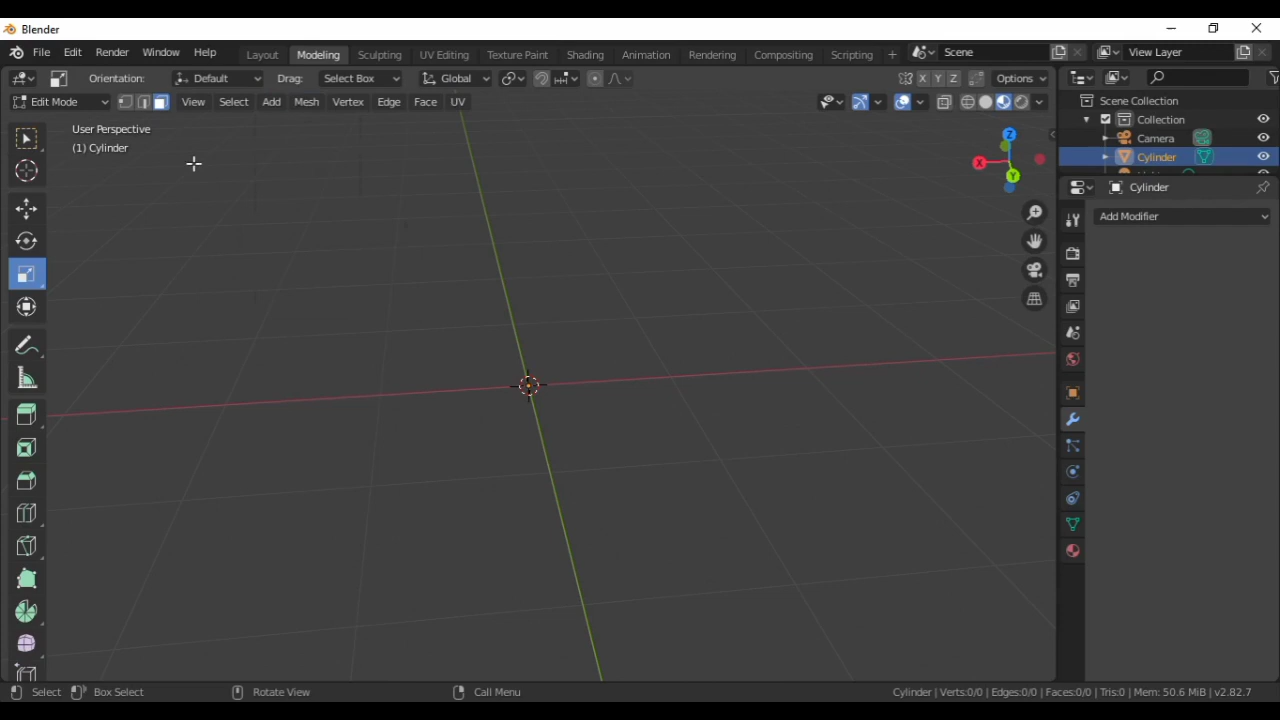 Blender
File Edit Render Window Help Layout Modeling Sculpting UV Editing Texture Paint Shading Animation Rendering Compositing Scripting + Scene View Layer
Orientation: Default Drag: Select Box Global X Y Z Options
Edit Mode View Select Add Mesh Vertex Edge Face UV
Scene Collection
Collection
Camera
Cylinder
User Perspective
(1) Cylinder
Z
X
Y
Cylinder
Add Modifier
Select Box Select Rotate View Call Menu Cylinder | Verts:0/0 | Edges:0/0 | Faces:0/0 | Tris:0 | Mem: 50.6 MiB | v2.82.7